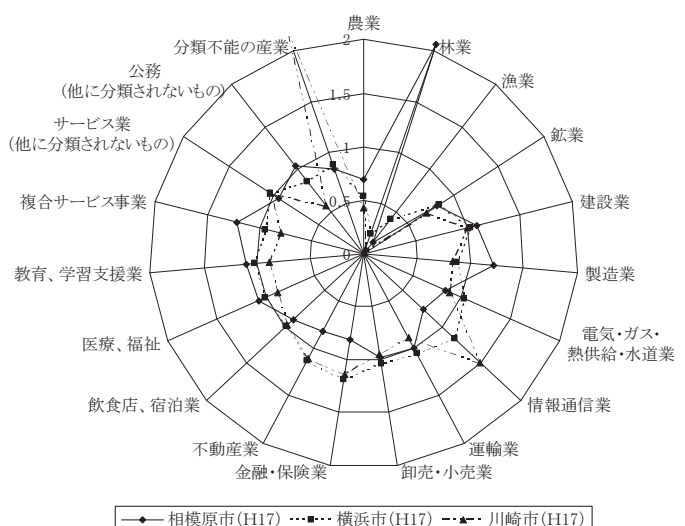 農業
林業
漁業
鉱業
建設業
製造業
電気・ガス・
熱供給・水道業
情報通信業
運輸業
卸売・小売業
金融・保険業
不動産業
飲食店、宿泊業
医療、福祉
教育、学習支援業
複合サービス事業
サービス業
(他に分類されないもの)
公務
(他に分類されないもの)
分類不能の産業
2
1.5
1
0.5
0
相模原市(H17) 横浜市(H17) 川崎市(H17)